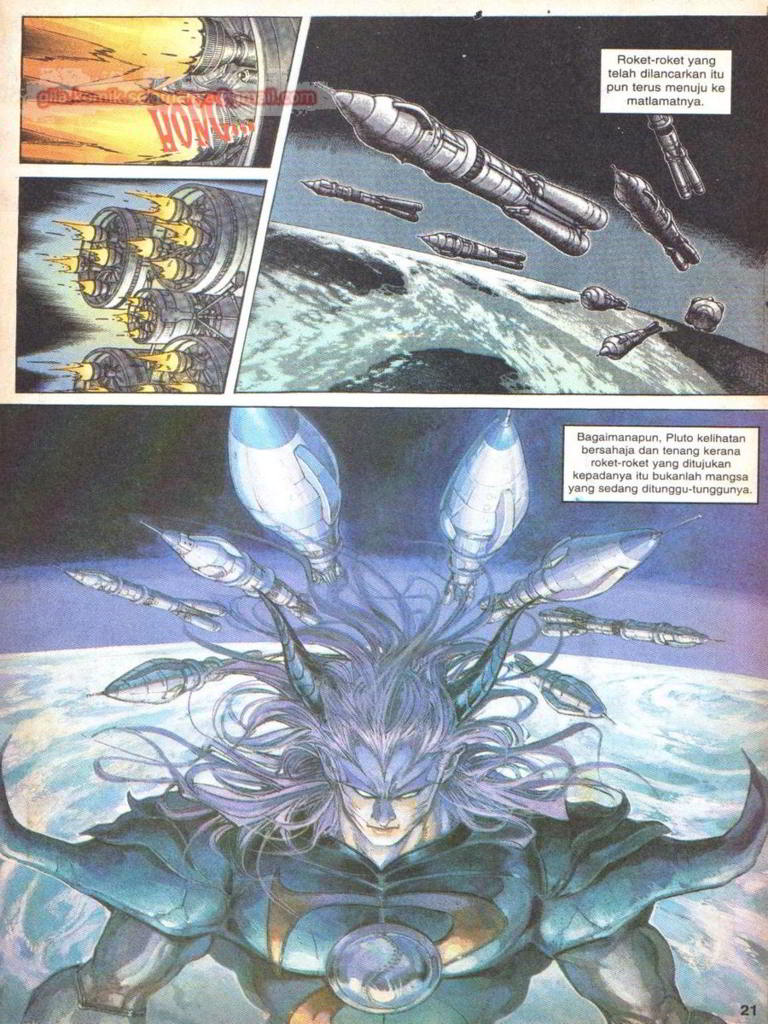 HONG...
Roket-roket yang
telah dilancarkan itu
pun terus menuju ke
matlamatnya.
Bagaimanapun, Pluto kelihatan
bersahaja dan tenang kerana
roket-roket yang ditujukan
kepadanya itu bukanlah mangsa
yang sedang ditunggu-tunggunya.
21